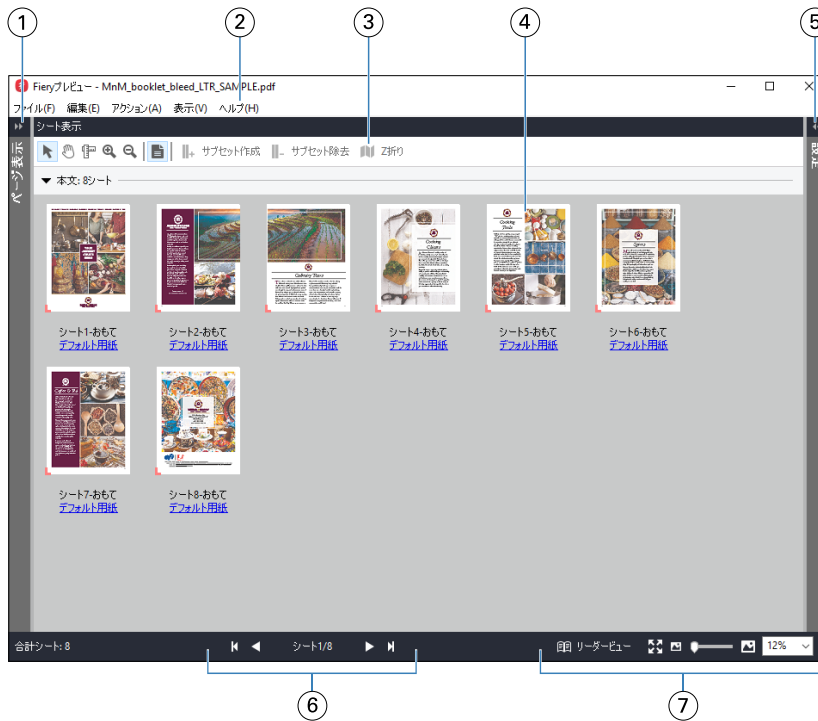 1
2
3
4
5
Fieryプレビュー - MnM_booklet_bleed_LTR_SAMPLE.pdf
ファイル(F) 編集(E) アクション(A) 表示(V) ヘルプ(H)
シート表示
ページ表示
設定
サブセット作成 サブセット除去 Z折り
本文: 8シート
Cooking Classes
Cooking Tools
Spices
Culinary Tours
シート1-おもて シート2-おもて シート3-おもて シート4-おもて シート5-おもて シート6-おもて
デフォルト用紙 デフォルト用紙 デフォルト用紙 デフォルト用紙 デフォルト用紙 デフォルト用紙
シート7-おもて シート8-おもて
デフォルト用紙 デフォルト用紙
合計シート: 8 シート1/8 リーダービュー 12%
6
7